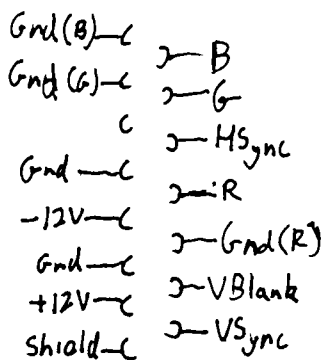 Gnd(B)
B
Gnd(G)
G
HSync
Gnd
R
-12V
Gnd(R)
Gnd
VBlank
+12V
VSync
Shield